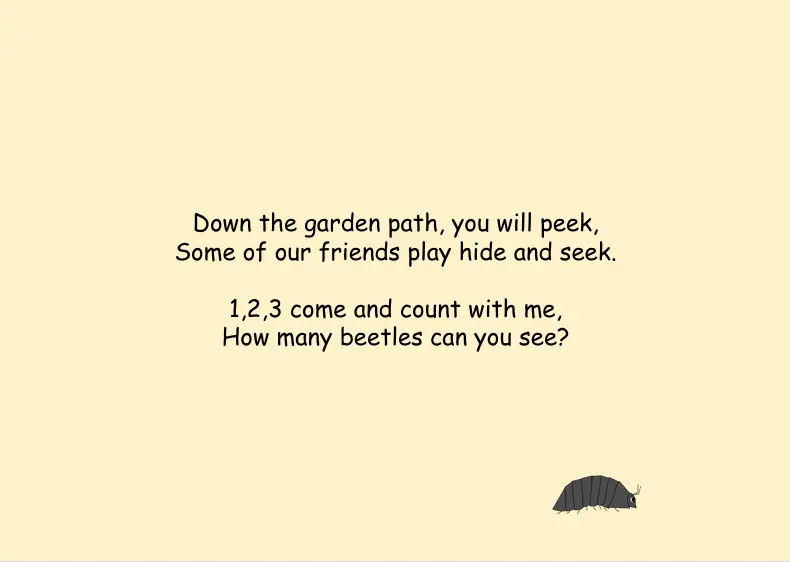 Down the garden path, you will peek,
Some of our friends play hide and seek.
1,2,3 come and count with me,
How many beetles can you see?